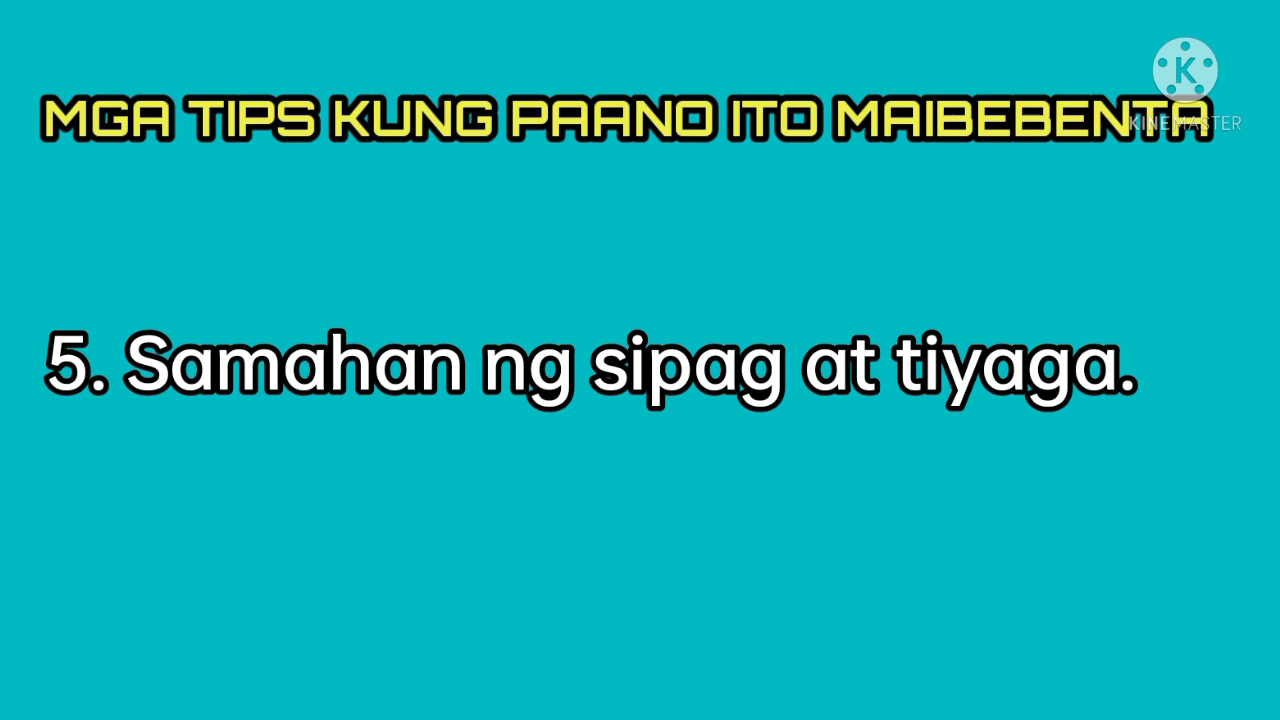 MGA TIPS KUNG PAANO ITO MAIBEBENTA
K
KINEMASTER
5. Samahan ng sipag at tiyaga.